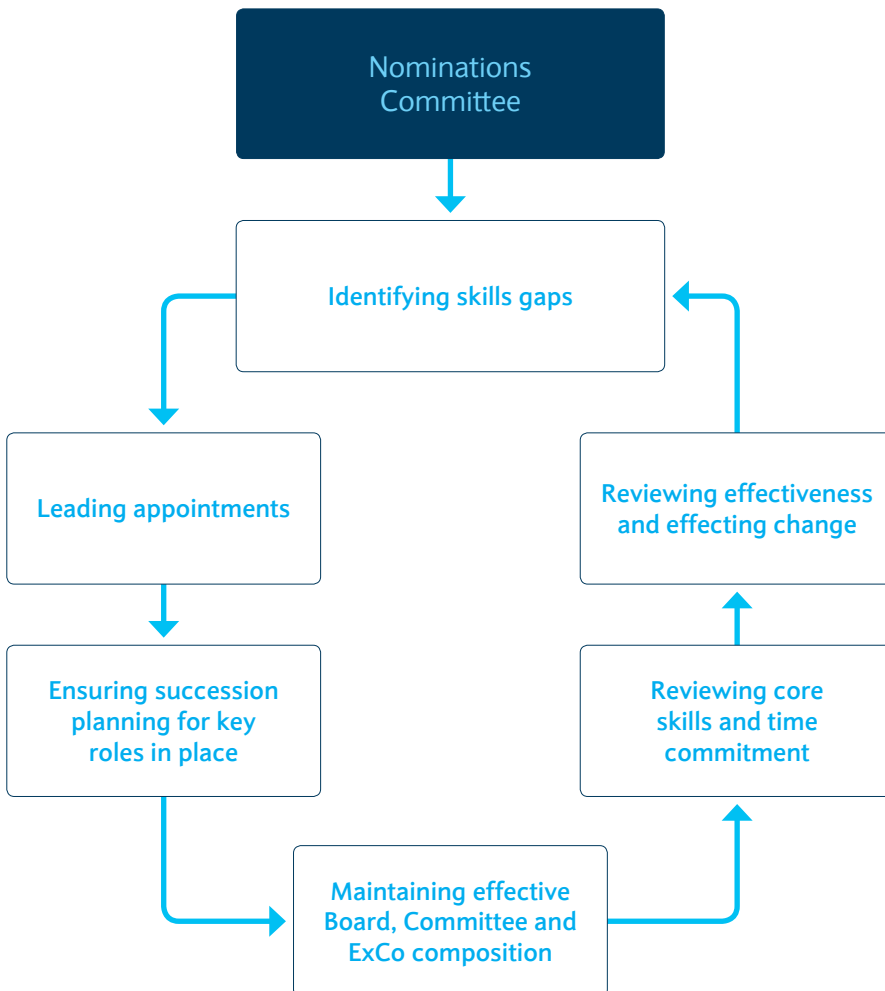 Nominations
Committee
Identifying skills gaps
Leading appointments
Reviewing effectiveness
and effecting change
Ensuring succession
planning for key
roles in place
Reviewing core
skills and time
commitment
Maintaining effective
Board, Committee and
ExCo composition